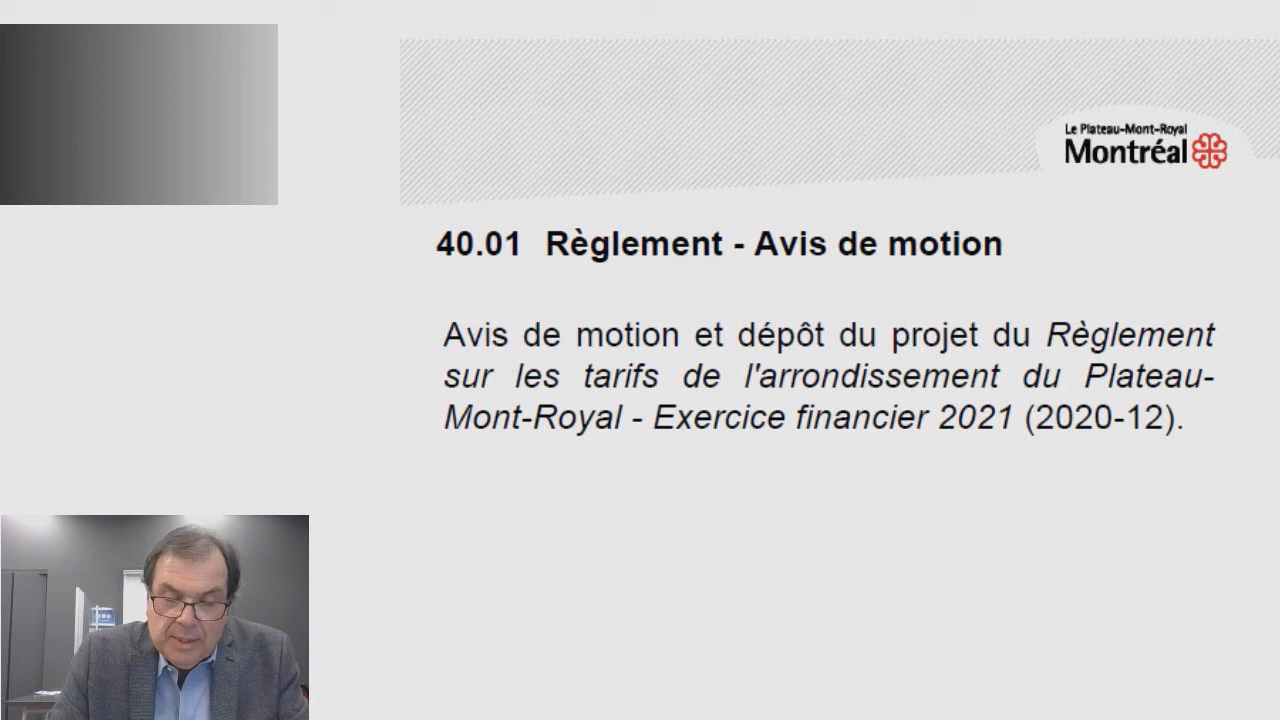 Le Plateau-Mont-Royal
Montréal
40.01 Règlement - Avis de motion
Avis de motion et dépôt du projet du Règlement
sur les tarifs de l'arrondissement du Plateau-
Mont-Royal - Exercice financier 2021 (2020-12).